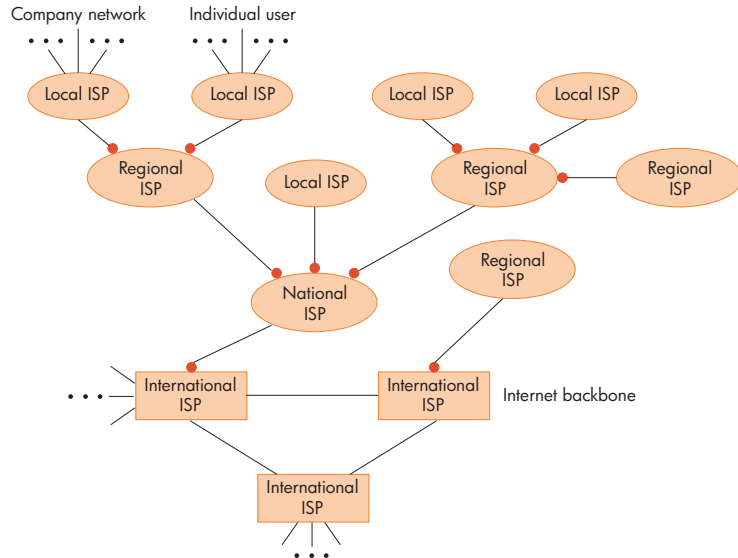 Company network
Individual user
Local ISP
Local ISP
Local ISP
Local ISP
Regional
ISP
Local ISP
Regional
ISP
Regional
ISP
Regional
ISP
National
ISP
International
ISP
International
ISP
Internet backbone
International
ISP